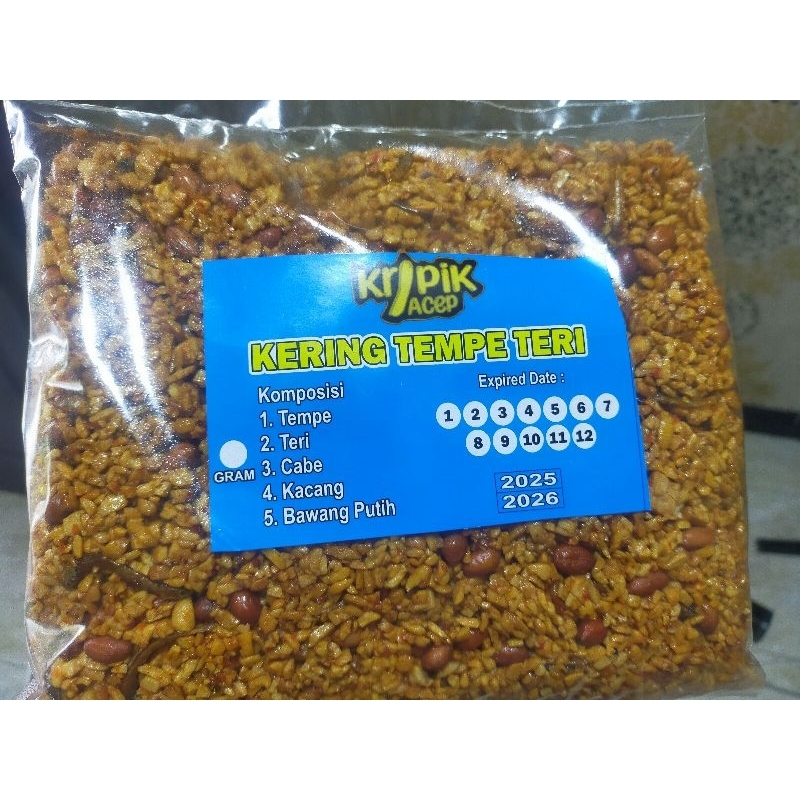 KRIPIK
ACEP
KERING TEMPE TERI
Komposisi
1. Tempe
2. Teri
3. Cabe
4. Kacang
5. Bawang Putih
GRAM
Expired Date :
1 2 3 4 5 6 7
8 9 10 11 12
2025
2026